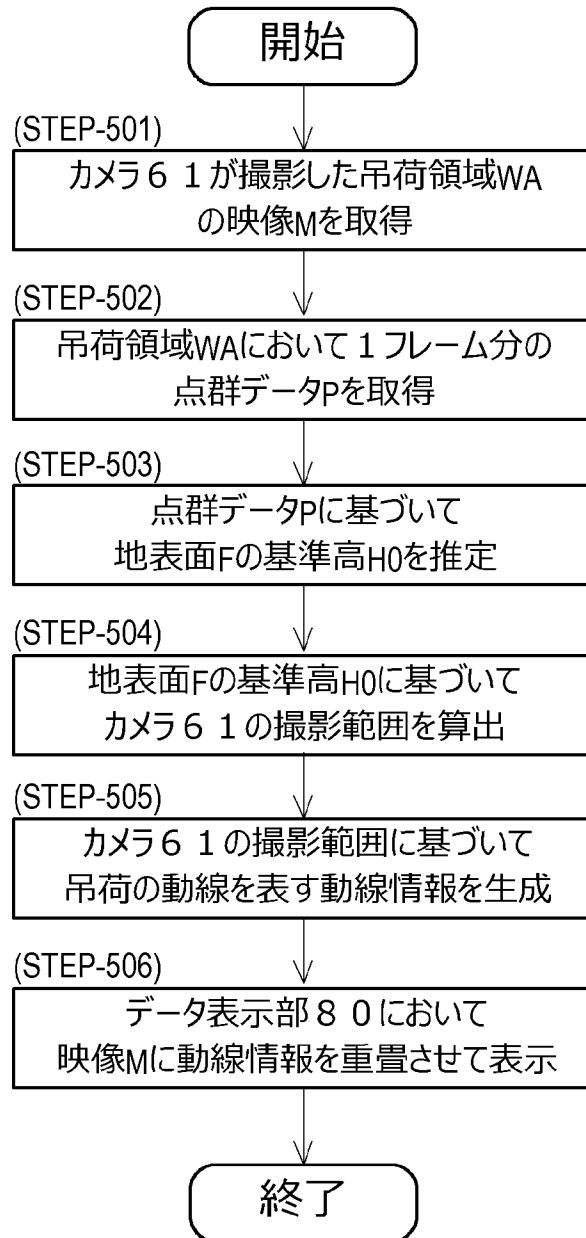 開始
(STEP-501)
カメラ６１が撮影した吊荷領域WA
の映像Mを取得
(STEP-502)
吊荷領域WAにおいて１フレーム分の
点群データPを取得
(STEP-503)
点群データPに基づいて
地表面Fの基準高H0を推定
(STEP-504)
地表面Fの基準高H0に基づいて
カメラ６１の撮影範囲を算出
(STEP-505)
カメラ６１の撮影範囲に基づいて
吊荷の動線を表す動線情報を生成
(STEP-506)
データ表示部８０において
映像Mに動線情報を重畳させて表示
終了